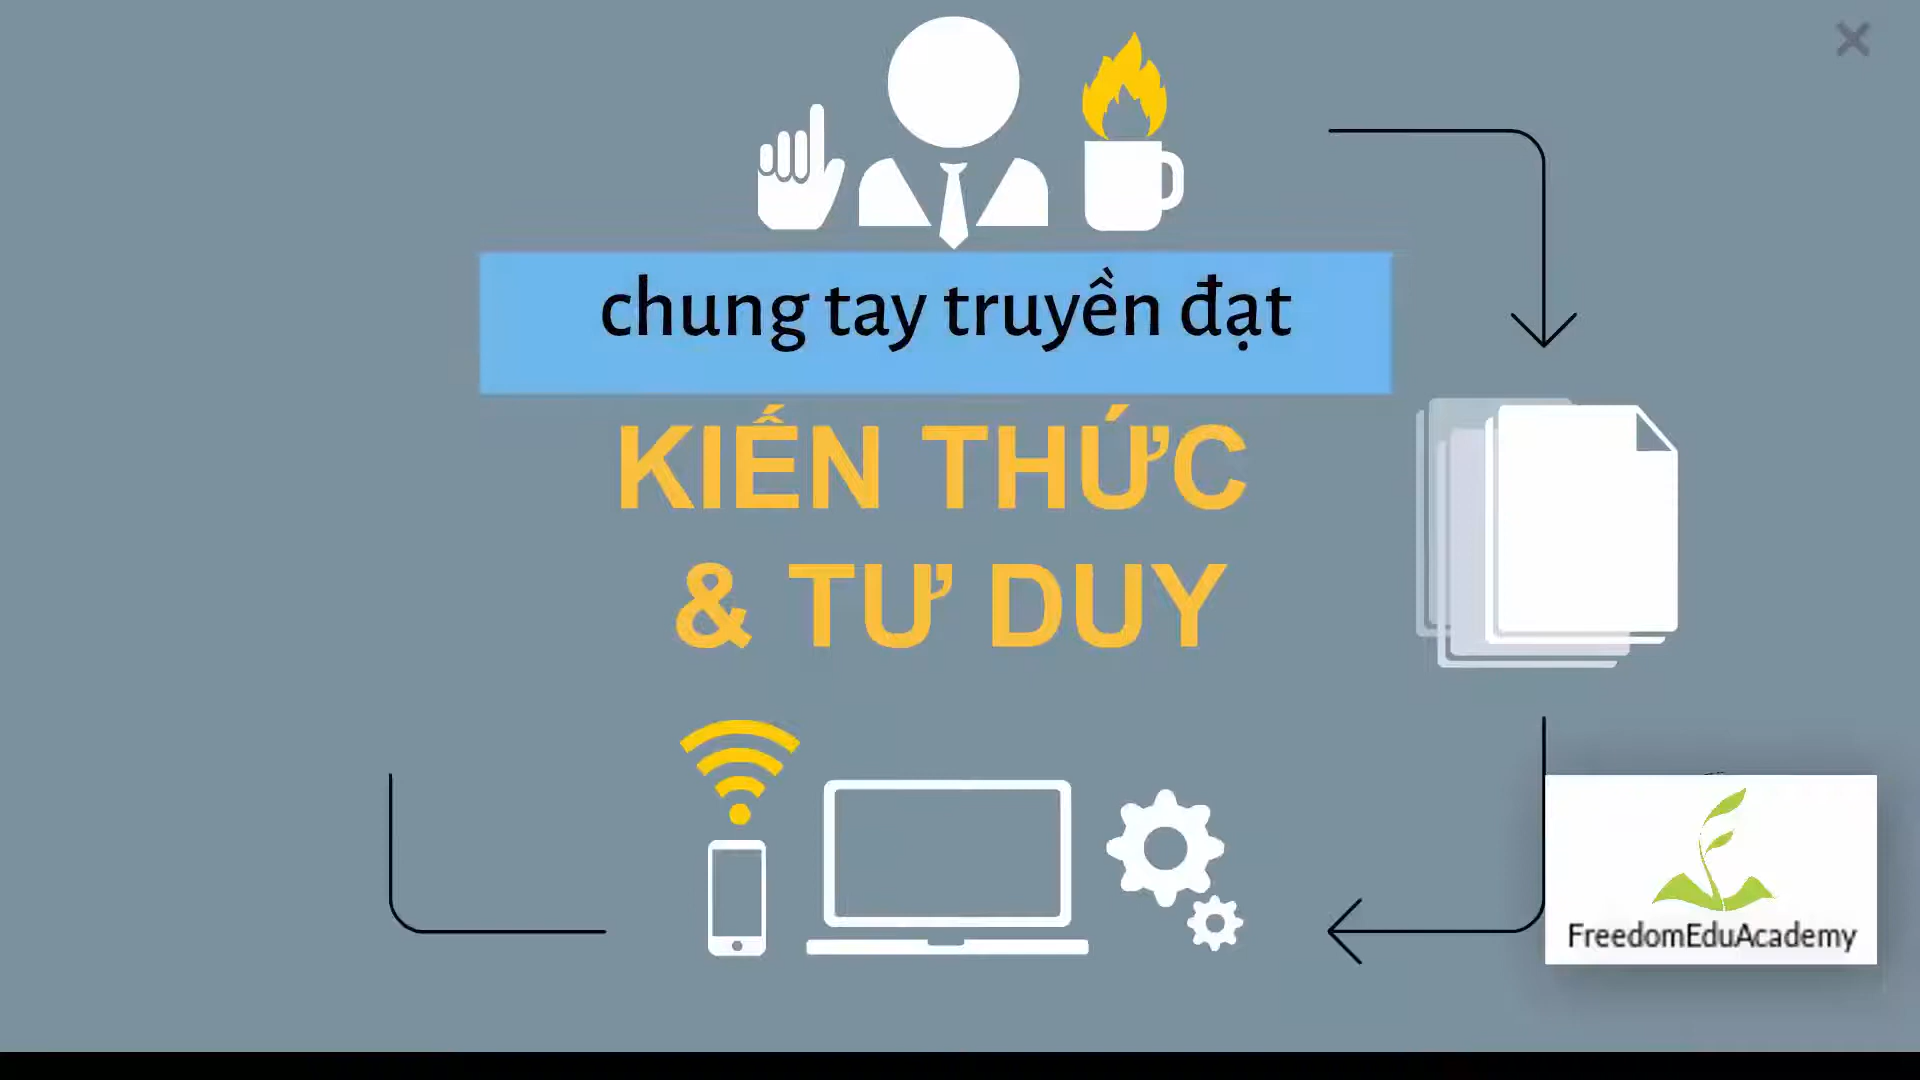 chung tay truyền đạt
KIẾN THỨC
& TƯ DUY
FreedomEduAcademy